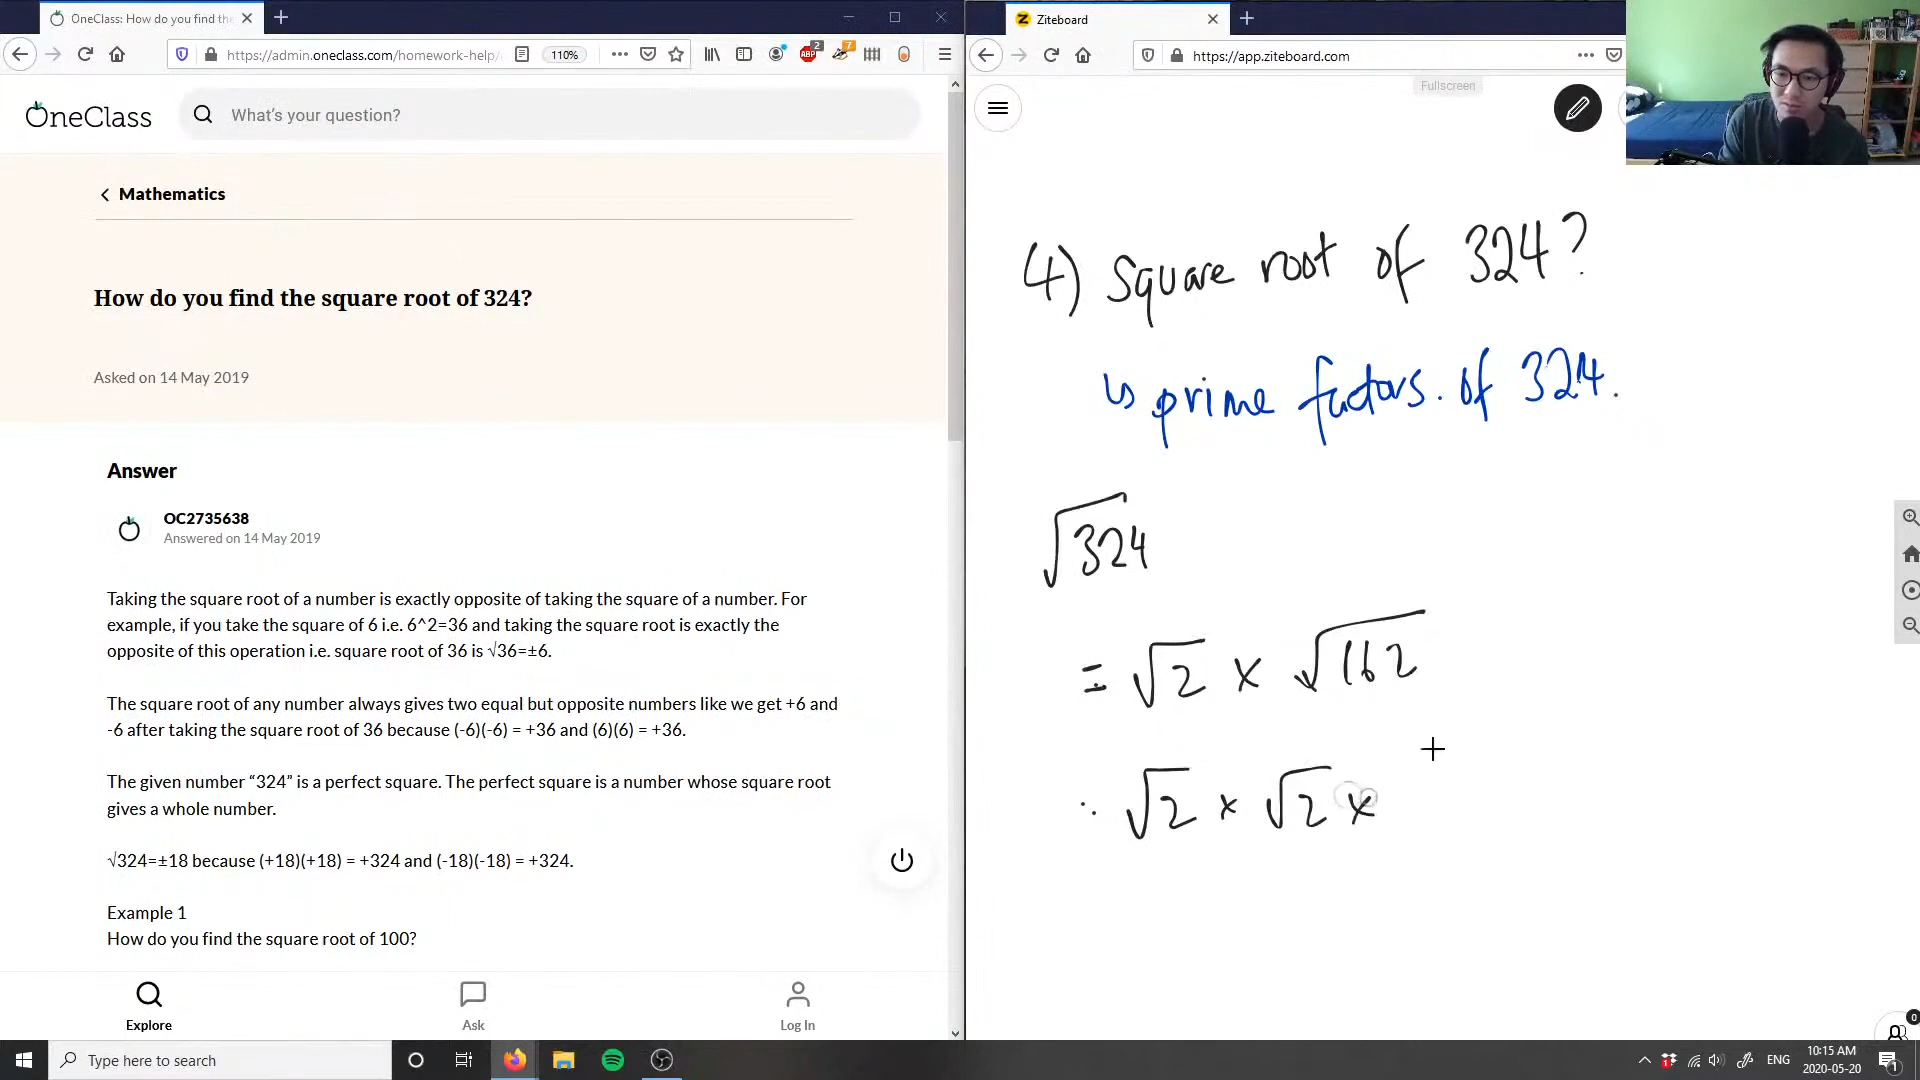 OneClass: How do you find the
Ziteboard
https://admin.oneclass.com/homework-help/
110%
2
7
https://app.ziteboard.com
Fullscreen
OneClass
What's your question?
Mathematics
How do you find the square root of 324?
Asked on 14 May 2019
Answer
OC2735638
Answered on 14 May 2019
Taking the square root of a number is exactly opposite of taking the square of a number. For
example, if you take the square of 6 i.e. 6^2=36 and taking the square root is exactly the
opposite of this operation i.e. square root of 36 is √36=±6.
The square root of any number always gives two equal but opposite numbers like we get +6 and
-6 after taking the square root of 36 because (-6)(-6) = +36 and (6)(6) = +36.
The given number “324” is a perfect square. The perfect square is a number whose square root
gives a whole number.
√324=±18 because (+18)(+18) = +324 and (-18)(-18) = +324.
Example 1
How do you find the square root of 100?
Explore
Ask
Log In
4) Square root of 324?
↳ prime factors. of 324.
√324
= √2 x √162
√2 x √2 x
0
Type here to search
ENG
10:15 AM
2020-05-20
1